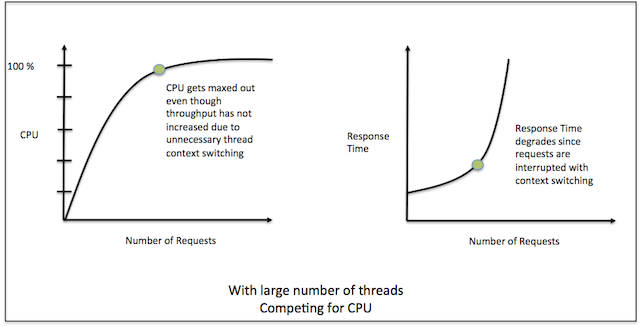 100 %
CPU
CPU gets maxed out
even though
throughput has not
increased due to
unnecessary thread
context switching
Number of Requests
Response
Time
Response Time
degrades since
requests are
interrupted with
context switching
Number of Requests
With large number of threads
Competing for CPU